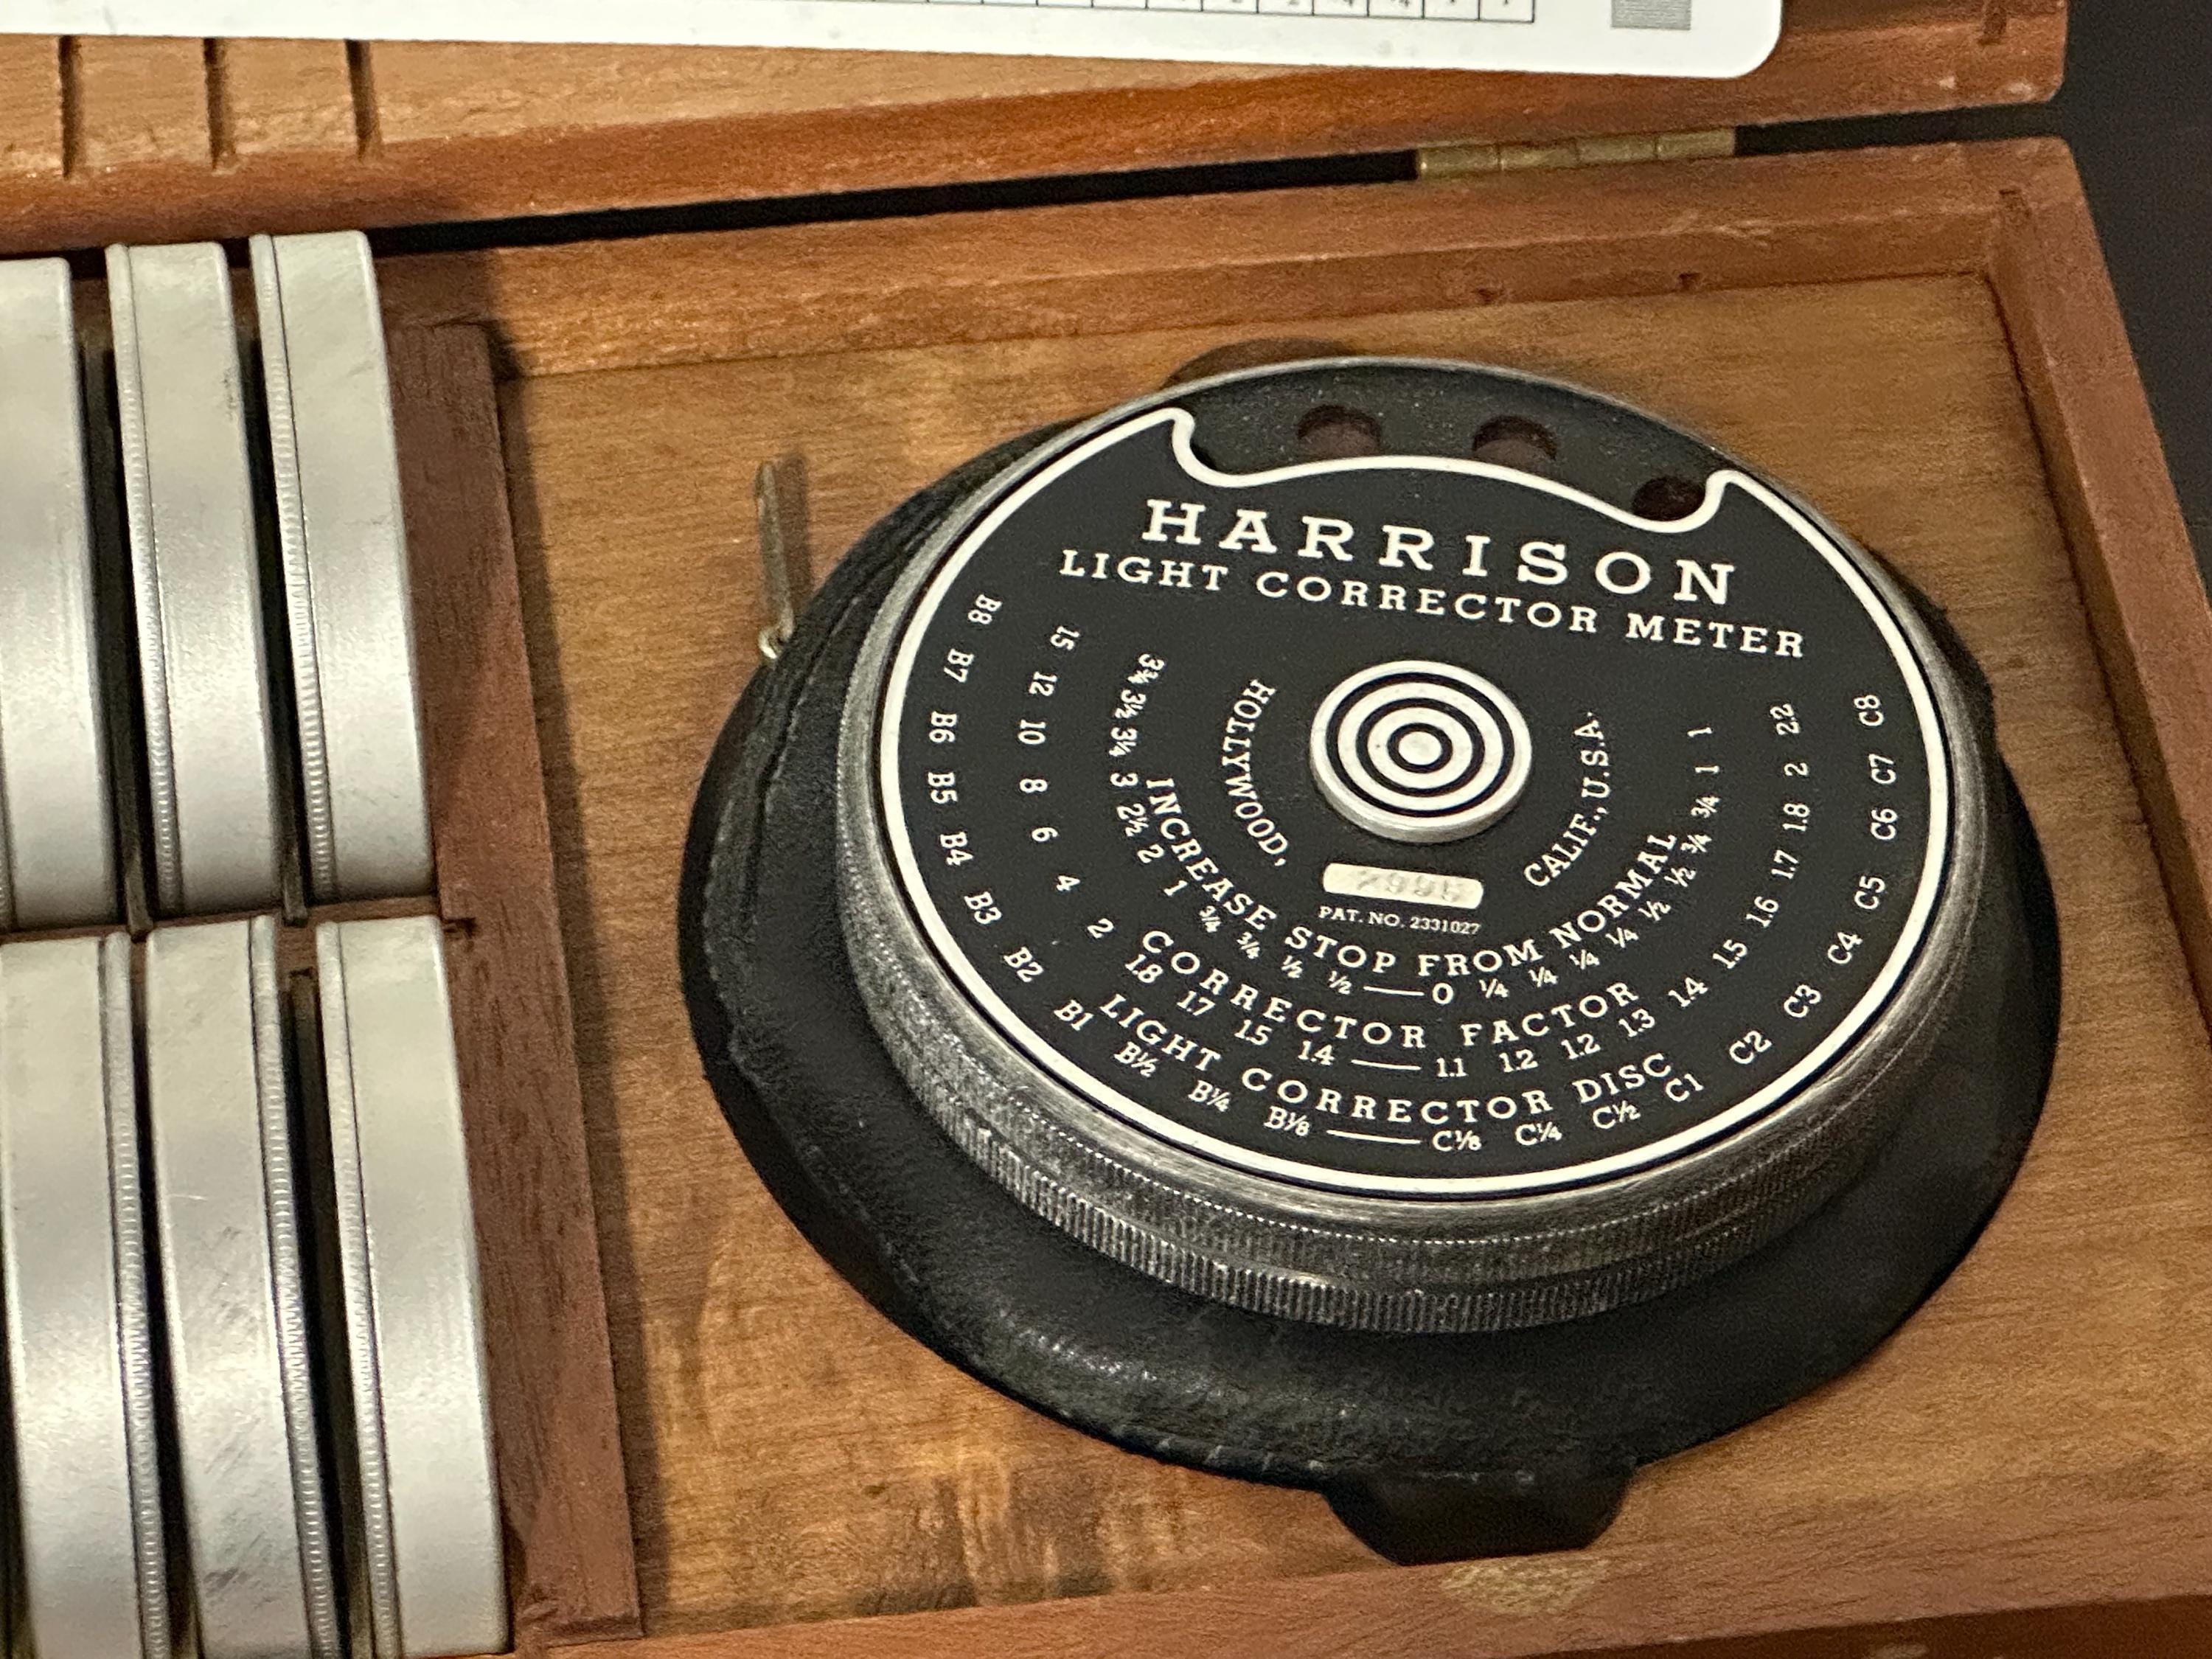 HARRISON
LIGHT CORRECTOR METER
HOLLYWOOD, CALIF., U.S.A.
PAT. NO. 2331027
INCREASE STOP FROM NORMAL
3¾ 3½ 3¼ 3 2½ 2 1 ¾ ¾ ½ ½ — 0 ¼ ¼ ¼ ¼ ½ ½ ¾ ¾ 1 1
CORRECTOR FACTOR
15 12 10 8 6 4 2 1.8 1.7 1.5 1.4 — 1.1 1.2 1.2 1.3 1.4 1.5 1.6 1.7 1.8 2 2.2
LIGHT CORRECTOR DISC
B8 B7 B6 B5 B4 B3 B2 B1 B½ B¼ B⅛ — C⅛ C¼ C½ C1 C2 C3 C4 C5 C6 C7 C8